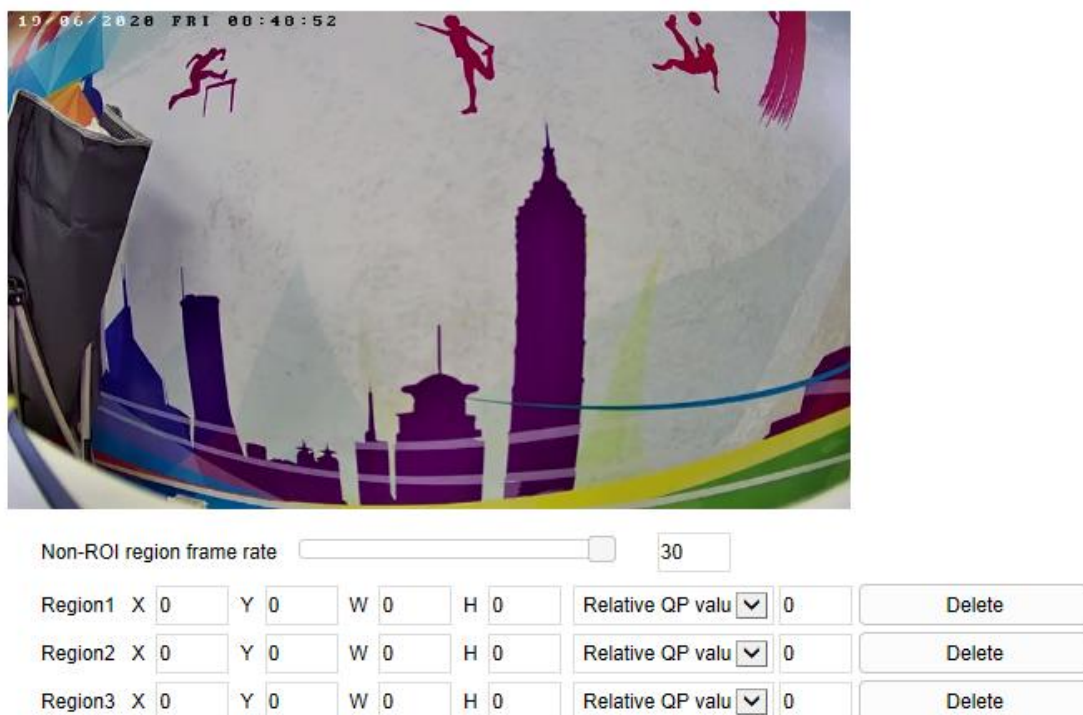 19/06/2020 FRI 08:48:52
Non-ROI region frame rate 30
Region1 X 0 Y 0 W 0 H 0 Relative QP valu 0 Delete
Region2 X 0 Y 0 W 0 H 0 Relative QP valu 0 Delete
Region3 X 0 Y 0 W 0 H 0 Relative QP valu 0 Delete